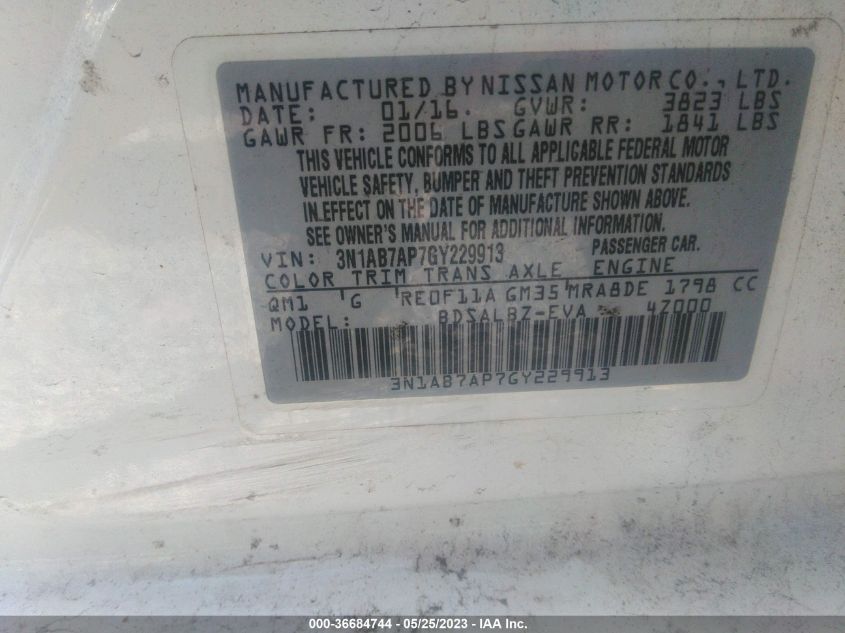 MANUFACTURED BY NISSAN MOTOR CO., LTD.
DATE: 01/16. GVWR: 3823 LBS
GAWR FR: 2006 LBS GAWR RR: 1841 LBS
THIS VEHICLE CONFORMS TO ALL APPLICABLE FEDERAL MOTOR
VEHICLE SAFETY, BUMPER AND THEFT PREVENTION STANDARDS
IN EFFECT ON THE DATE OF MANUFACTURE SHOWN ABOVE.
SEE OWNER'S MANUAL FOR ADDITIONAL INFORMATION.
VIN: 3N1AB7AP7GY229913 PASSENGER CAR.
COLOR TRIM TRANS AXLE ENGINE
QM1 G RE0F11A GM35 MRA8DE 1798 CC
MODEL: BDSALBZ-EVA 4Z000
3N1AB7AP7GY229913
000-36684744 - 05/25/2023 - IAA Inc.